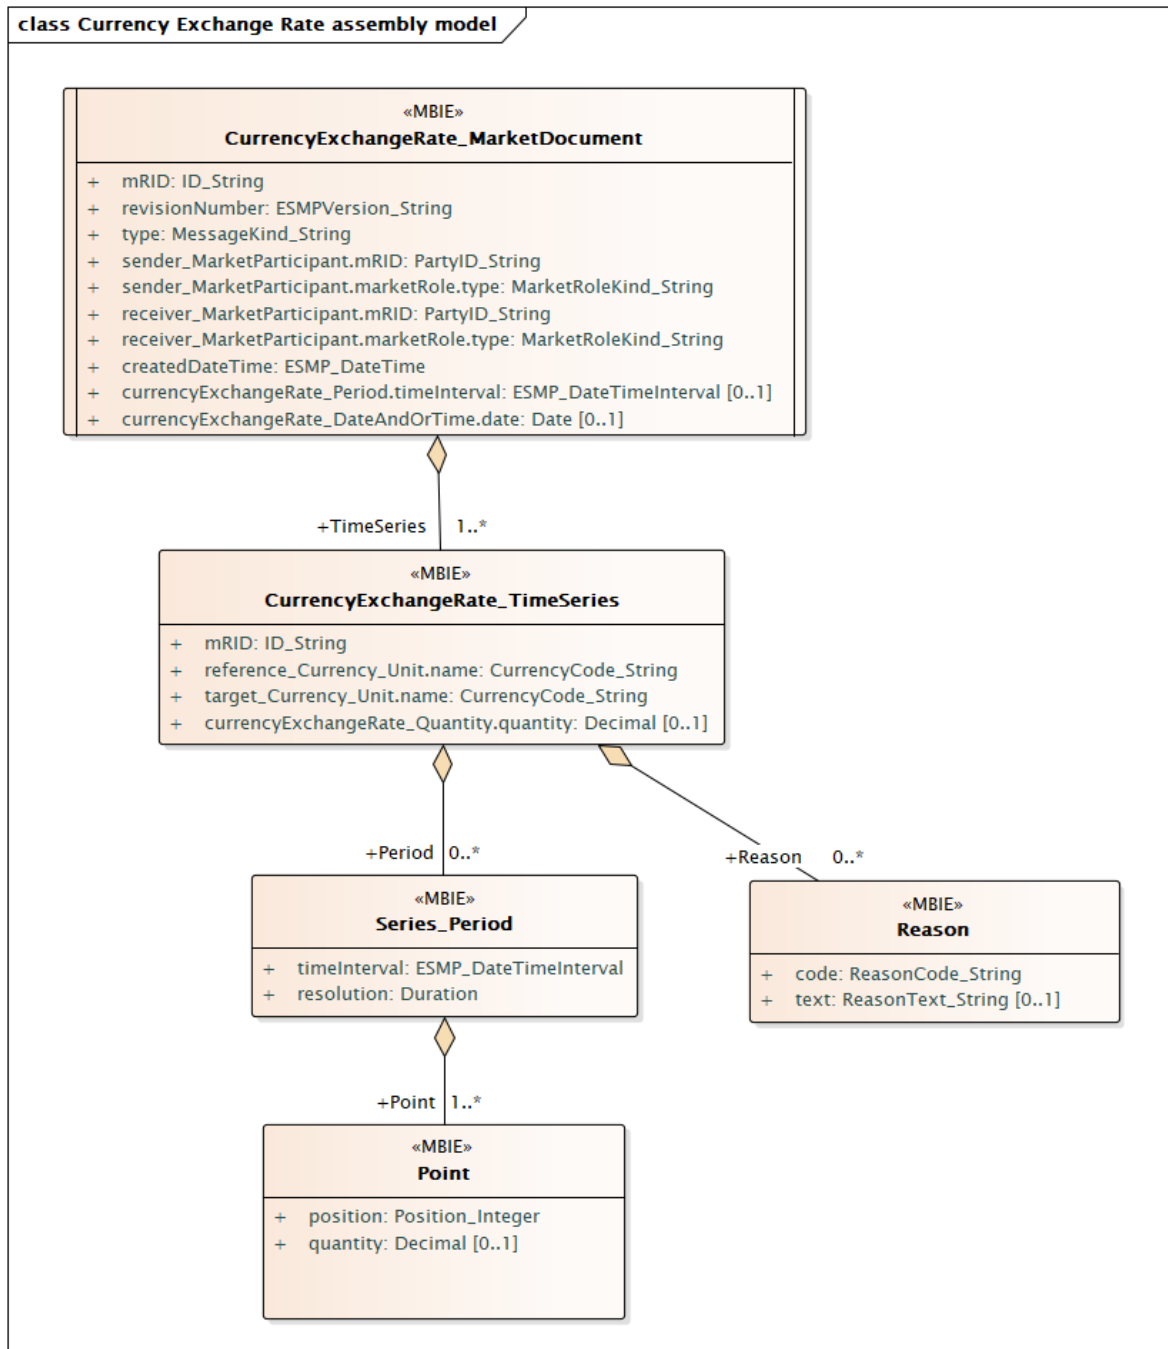 class Currency Exchange Rate assembly model
«MBIE»
CurrencyExchangeRate_MarketDocument
+ mRID: ID_String
+ revisionNumber: ESMPVersion_String
+ type: MessageKind_String
+ sender_MarketParticipant.mRID: PartyID_String
+ sender_MarketParticipant.marketRole.type: MarketRoleKind_String
+ receiver_MarketParticipant.mRID: PartyID_String
+ receiver_MarketParticipant.marketRole.type: MarketRoleKind_String
+ createdDateTime: ESMP_DateTime
+ currencyExchangeRate_Period.timeInterval: ESMP_DateTimeInterval [0..1]
+ currencyExchangeRate_DateAndOrTime.date: Date [0..1]
+TimeSeries 1..*
«MBIE»
CurrencyExchangeRate_TimeSeries
+ mRID: ID_String
+ reference_Currency_Unit.name: CurrencyCode_String
+ target_Currency_Unit.name: CurrencyCode_String
+ currencyExchangeRate_Quantity.quantity: Decimal [0..1]
+Period 0..*
+Reason 0..*
«MBIE»
Series_Period
+ timeInterval: ESMP_DateTimeInterval
+ resolution: Duration
«MBIE»
Reason
+ code: ReasonCode_String
+ text: ReasonText_String [0..1]
+Point 1..*
«MBIE»
Point
+ position: Position_Integer
+ quantity: Decimal [0..1]